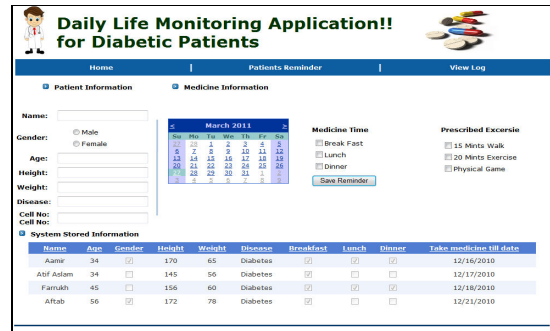 Daily Life Monitoring Application!!
for Diabetic Patients
Home | Patients Reminder | View Log
Patient Information Medicine Information
Name:
Gender: Male
Female
Age:
Height:
Weight:
Disease:
Cell No:
Cell No:
< March 2011 >
Su Mo Tu We Th Fr Sa
27 28 1 2 3 4 5
6 7 8 9 10 11 12
13 14 15 16 17 18 19
20 21 22 23 24 25 26
27 28 29 30 31 1 2
3 4 5 6 7 8 9
Medicine Time
Break Fast
Lunch
Dinner
Save Reminder
Prescribed Excersie
15 Mints Walk
20 Mints Exercise
Physical Game
System Stored Information
Name Age Gender Height Weight Disease Breakfast Lunch Dinner Take medicine till date
Aamir 34 170 65 Diabetes 12/16/2010
Atif Aslam 34 145 56 Diabetes 12/17/2010
Farrukh 45 156 60 Diabetes 12/18/2010
Aftab 56 172 78 Diabetes 12/21/2010